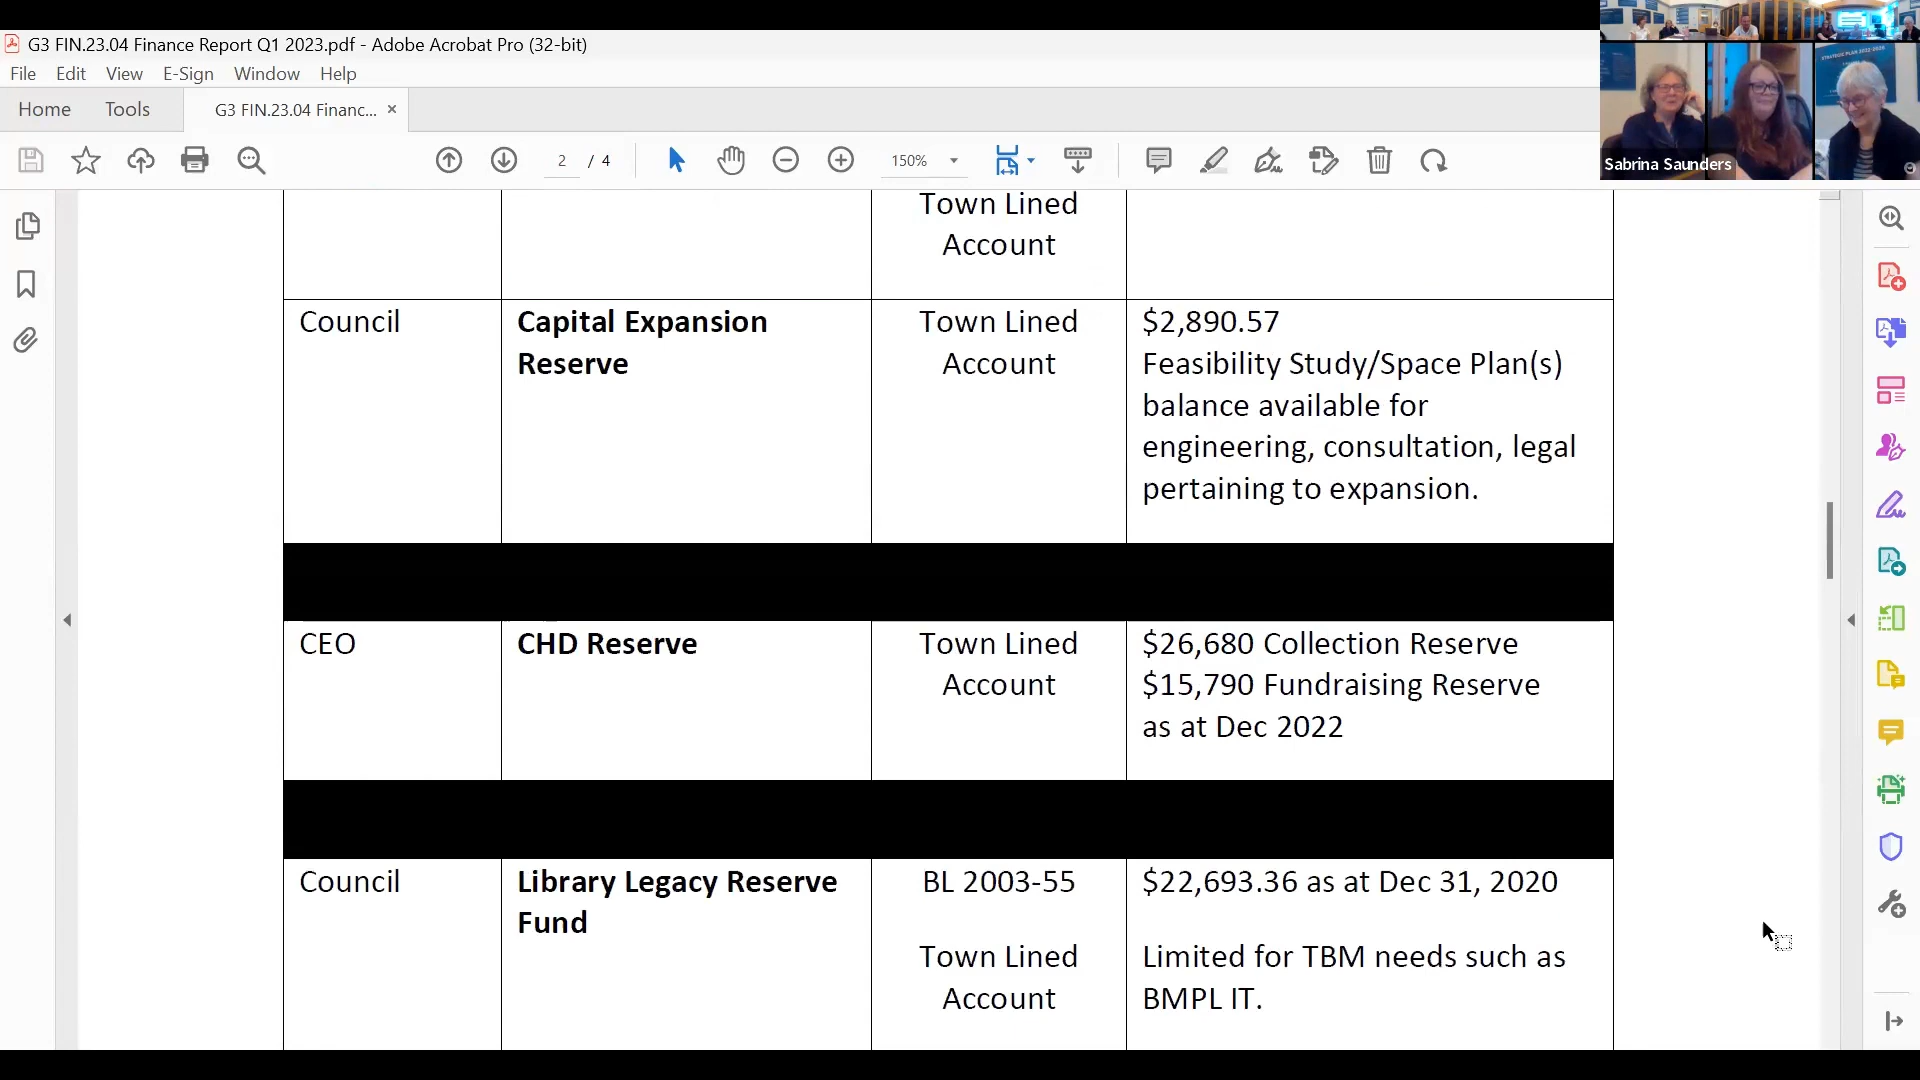 G3 FIN.23.04 Finance Report Q1 2023.pdf - Adobe Acrobat Pro (32-bit)
File Edit View E-Sign Window Help
Home Tools G3 FIN.23.04 Financ... ×
2 / 4 150%
Sabrina Saunders
Town Lined
Account
Council
Capital Expansion
Reserve
Town Lined
Account
$2,890.57
Feasibility Study/Space Plan(s)
balance available for
engineering, consultation, legal
pertaining to expansion.
CEO
CHD Reserve
Town Lined
Account
$26,680 Collection Reserve
$15,790 Fundraising Reserve
as at Dec 2022
Council
Library Legacy Reserve
Fund
BL 2003-55
Town Lined
Account
$22,693.36 as at Dec 31, 2020
Limited for TBM needs such as
BMPL IT.